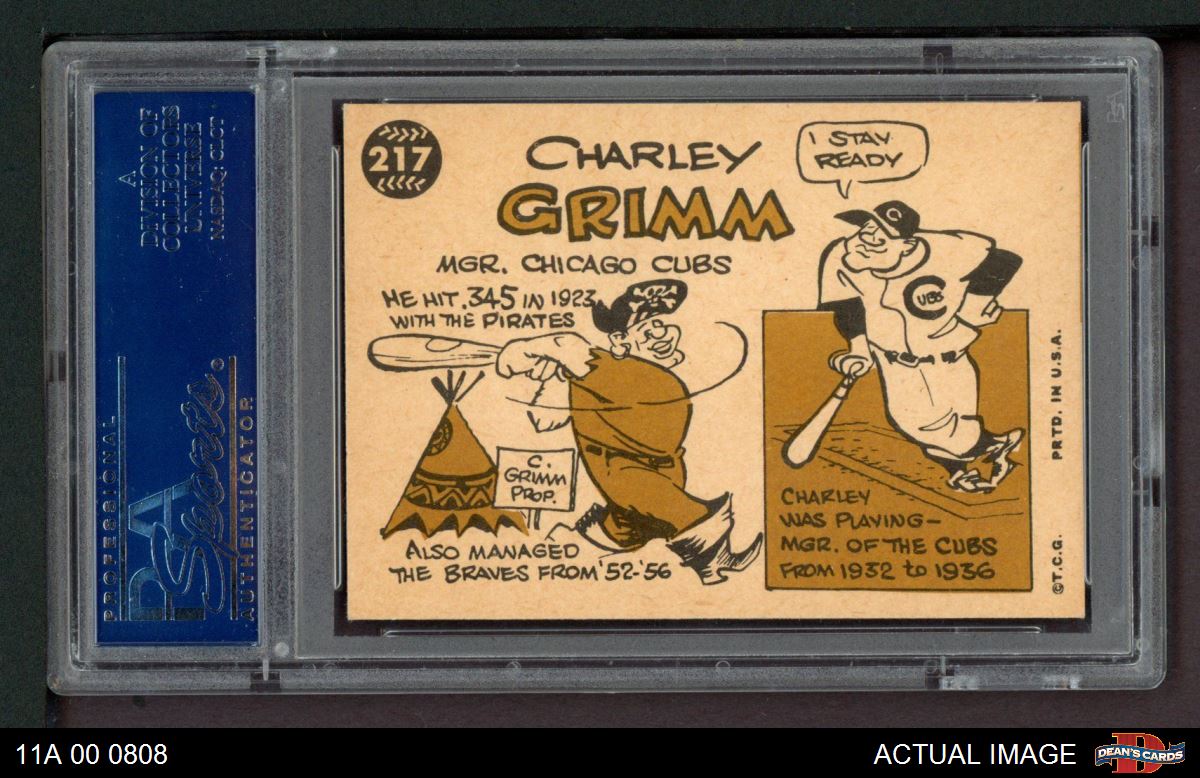 A
DIVISION OF
COLLECTORS
UNIVERSE
NASDAQ: CLCT
PROFESSIONAL
PSA
Sports
AUTHENTICATOR
217
CHARLEY
GRIMM
MGR. CHICAGO CUBS
I STAY
READY
C
CUBS
HE HIT .345 IN 1923
WITH THE PIRATES
C.
GRIMM
PROP.
ALSO MANAGED
THE BRAVES FROM '52-'56
CHARLEY
WAS PLAYING-
MGR. OF THE CUBS
FROM 1932 to 1936
©T.C.G.
PRTD. IN U.S.A.
11A 00 0808
ACTUAL IMAGE
DEAN'S CARDS